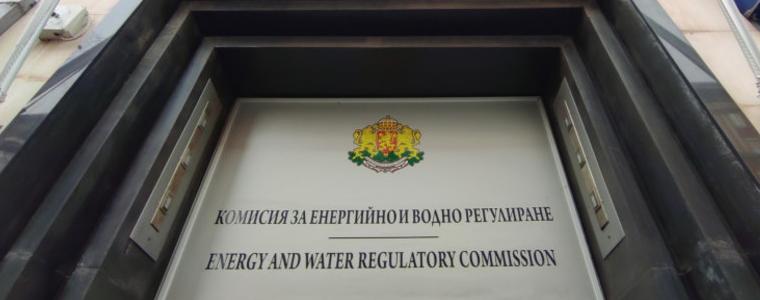 КОМИСИЯ ЗА ЕНЕРГИЙНО И ВОДНО РЕГУЛИРАНЕ
ENERGY AND WATER REGULATORY COMMISSION